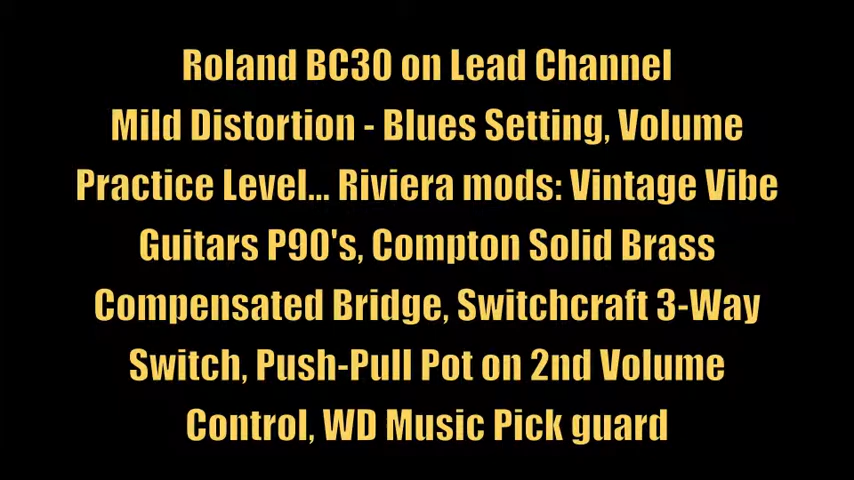 Roland BC30 on Lead Channel
Mild Distortion - Blues Setting, Volume
Practice Level... Riviera mods: Vintage Vibe
Guitars P90's, Compton Solid Brass
Compensated Bridge, Switchcraft 3-Way
Switch, Push-Pull Pot on 2nd Volume
Control, WD Music Pick guard